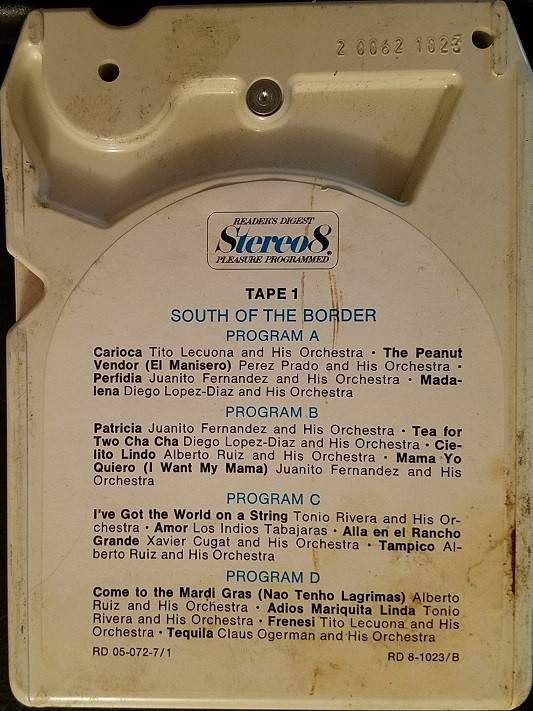 2 0062 1023
READER'S DIGEST
Stereo8®
PLEASURE PROGRAMMED
TAPE 1
SOUTH OF THE BORDER
PROGRAM A
Carioca Tito Lecuona and His Orchestra • The Peanut
Vendor (El Manisero) Perez Prado and His Orchestra •
Perfidia Juanito Fernandez and His Orchestra • Mada-
lena Diego Lopez-Diaz and His Orchestra
PROGRAM B
Patricia Juanito Fernandez and His Orchestra • Tea for
Two Cha Cha Diego Lopez-Diaz and His Orchestra • Cie-
lito Lindo Alberto Ruiz and His Orchestra • Mama Yo
Quiero (I Want My Mama) Juanito Fernandez and His
Orchestra
PROGRAM C
I've Got the World on a String Tonio Rivera and His Or-
chestra • Amor Los Indios Tabajaras • Alla en el Rancho
Grande Xavier Cugat and His Orchestra • Tampico Al-
berto Ruiz and His Orchestra
PROGRAM D
Come to the Mardi Gras (Nao Tenho Lagrimas) Alberto
Ruiz and His Orchestra • Adios Mariquita Linda Tonio
Rivera and His Orchestra • Frenesi Tito Lecuona and His
Orchestra • Tequila Claus Ogerman and His Orchestra
RD 05-072-7/1
RD 8-1023/B